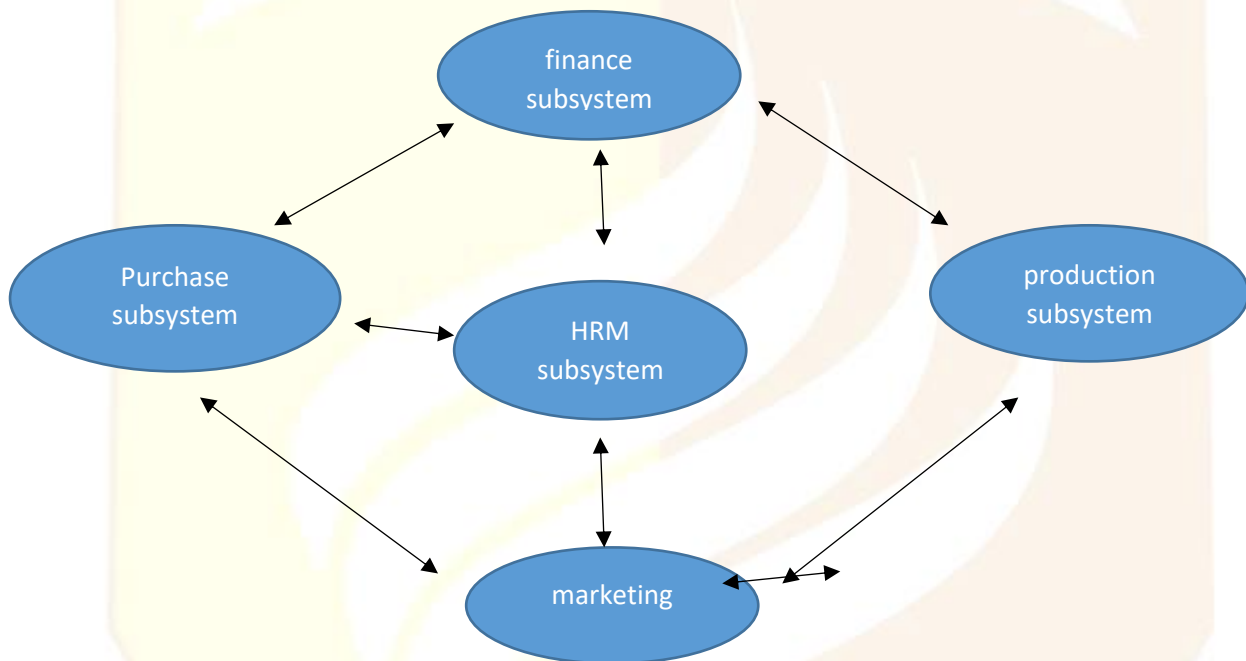 finance
subsystem
Purchase
subsystem
HRM
subsystem
production
subsystem
marketing